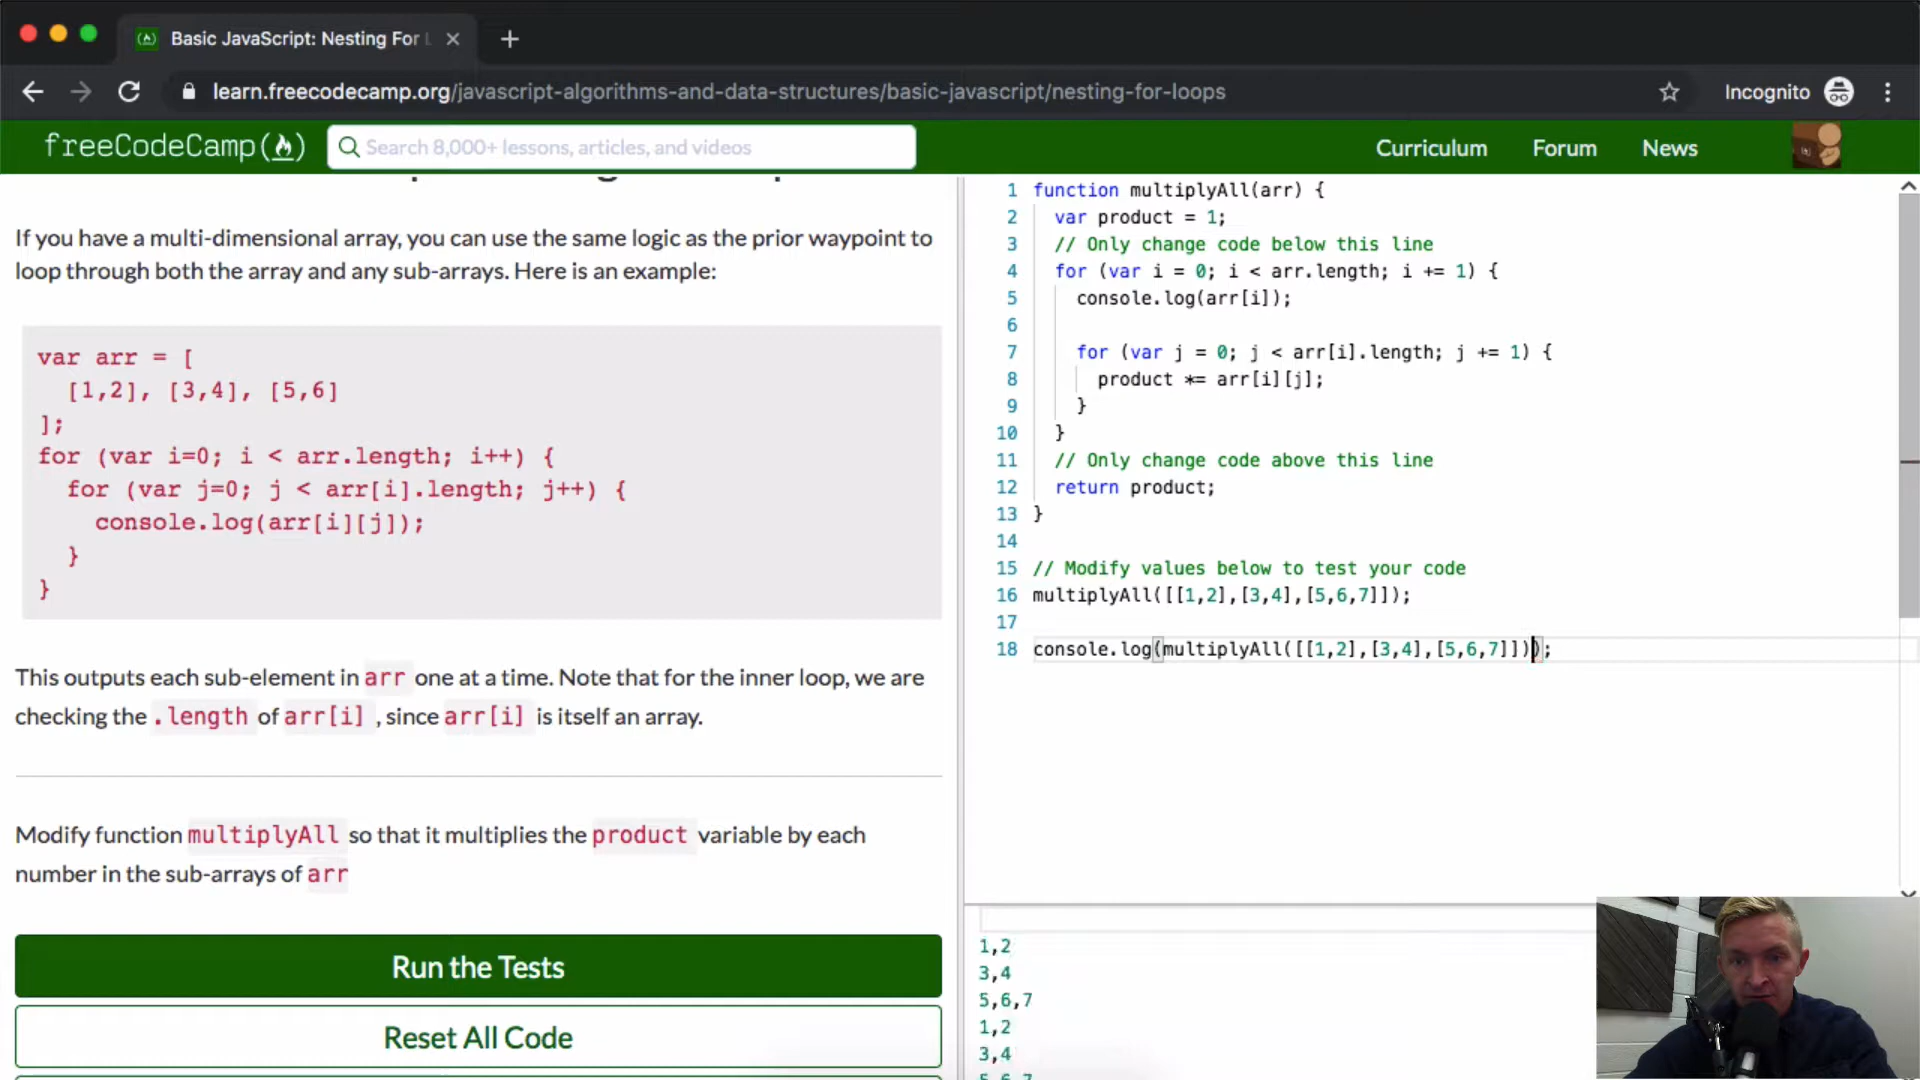 Basic JavaScript: Nesting For L
learn.freecodecamp.org/javascript-algorithms-and-data-structures/basic-javascript/nesting-for-loops
Incognito
freeCodeCamp
Search 8,000+ lessons, articles, and videos
Curriculum
Forum
News
If you have a multi-dimensional array, you can use the same logic as the prior waypoint to
loop through both the array and any sub-arrays. Here is an example:
var arr = [
[1,2], [3,4], [5,6]
];
for (var i=0; i < arr.length; i++) {
for (var j=0; j < arr[i].length; j++) {
console.log(arr[i][j]);
}
}
This outputs each sub-element in arr one at a time. Note that for the inner loop, we are
checking the .length of arr[i] , since arr[i] is itself an array.
Modify function multiplyAll so that it multiplies the product variable by each
number in the sub-arrays of arr
Run the Tests
Reset All Code
1 function multiplyAll(arr) {
2 var product = 1;
3 // Only change code below this line
4 for (var i = 0; i < arr.length; i += 1) {
5 console.log(arr[i]);
6
7 for (var j = 0; j < arr[i].length; j += 1) {
8 product *= arr[i][j];
9 }
10 }
11 // Only change code above this line
12 return product;
13 }
14
15 // Modify values below to test your code
16 multiplyAll([[1,2],[3,4],[5,6,7]]);
17
18 console.log(multiplyAll([[1,2],[3,4],[5,6,7]]));
1,2
3,4
5,6,7
1,2
3,4
5,6,7